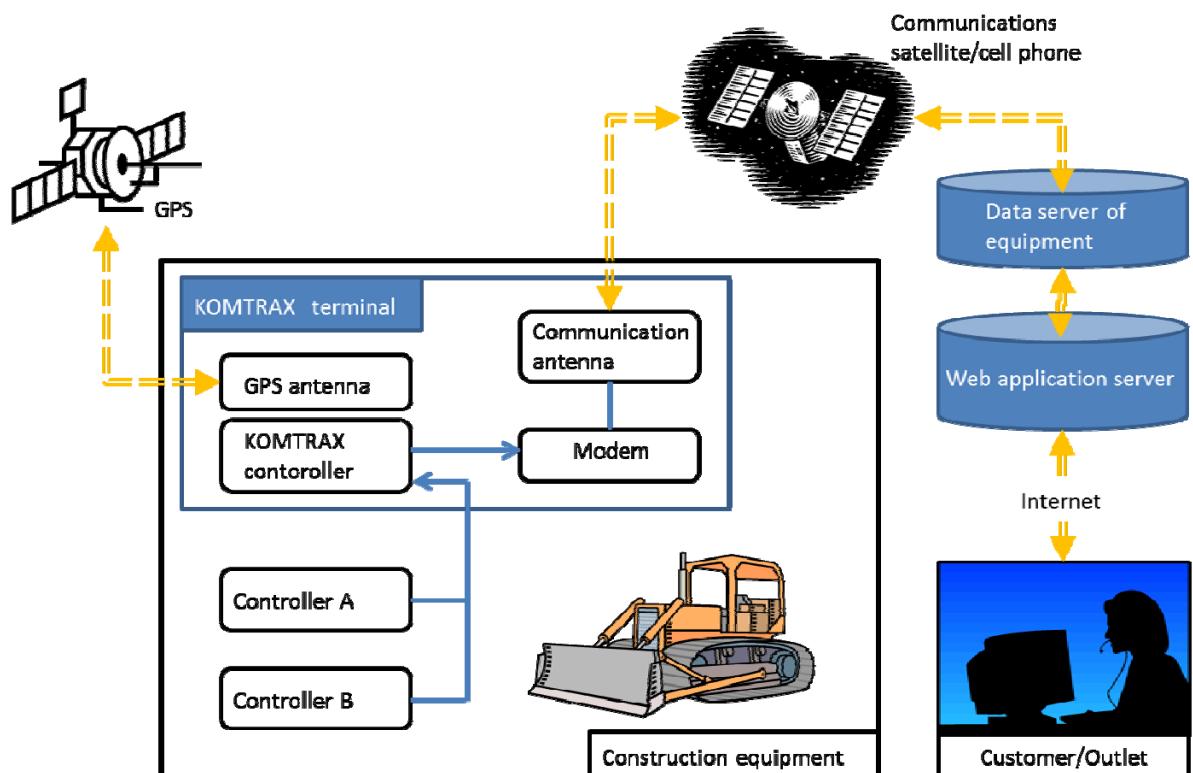 Communications
satellite/cell phone
GPS
Data server of
equipment
KOMTRAX terminal
Communication
antenna
GPS antenna
Web application server
KOMTRAX
contoroller
Modem
Internet
Controller A
Controller B
Construction equipment
Customer/Outlet